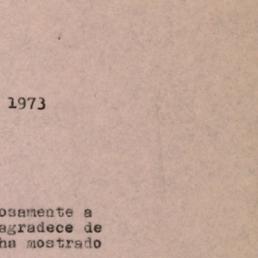 1973
osamente a
agradece de
ha mostrado